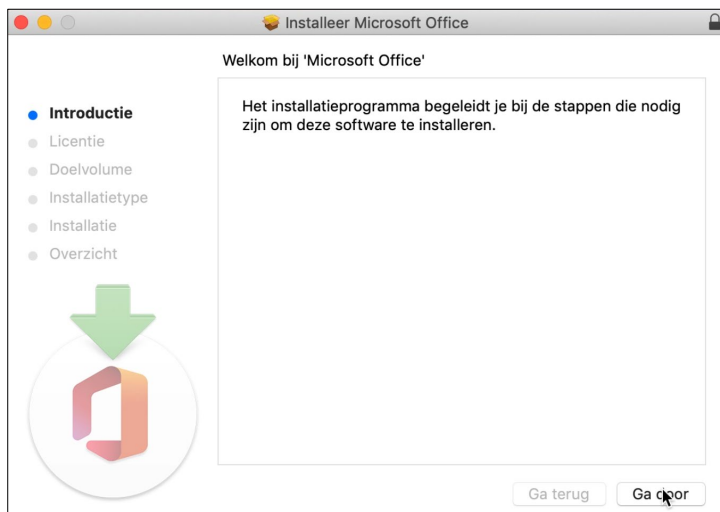 Installeer Microsoft Office
Welkom bij 'Microsoft Office'
Introductie
Licentie
Doelvolume
Installatietype
Installatie
Overzicht
Het installatieprogramma begeleidt je bij de stappen die nodig
zijn om deze software te installeren.
Ga terug
Ga door